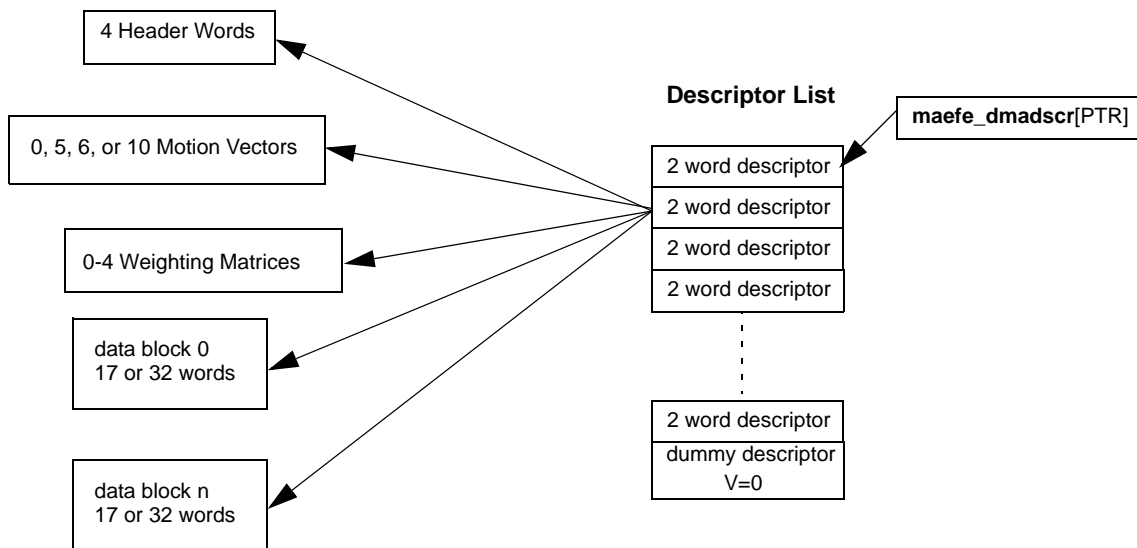 4 Header Words
0, 5, 6, or 10 Motion Vectors
0-4 Weighting Matrices
data block 0
17 or 32 words
data block n
17 or 32 words
Descriptor List
maefe_dmadscr[PTR]
2 word descriptor
2 word descriptor
2 word descriptor
2 word descriptor
2 word descriptor
dummy descriptor
V=0